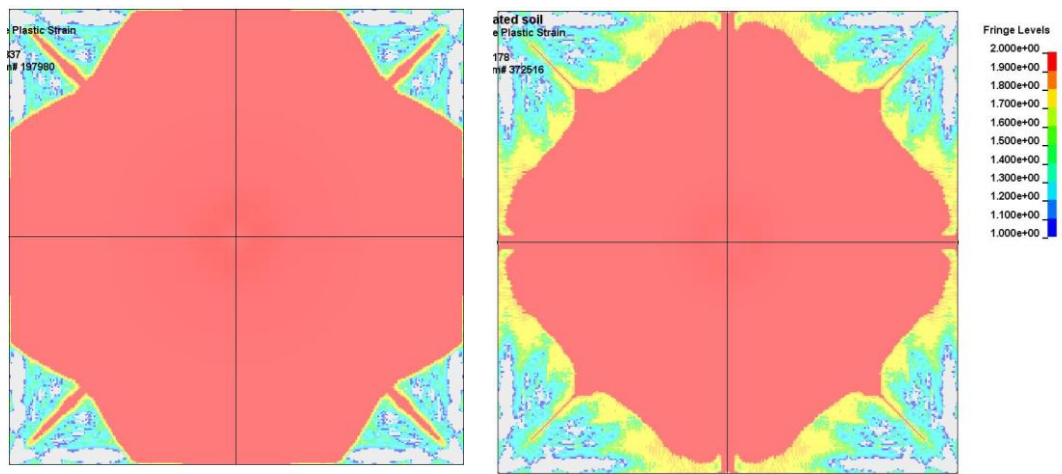 e Plastic Strain
337
m# 197980
ated soil
e Plastic Strain
178
m# 372516
Fringe Levels
2.000e+00
1.900e+00
1.800e+00
1.700e+00
1.600e+00
1.500e+00
1.400e+00
1.300e+00
1.200e+00
1.100e+00
1.000e+00